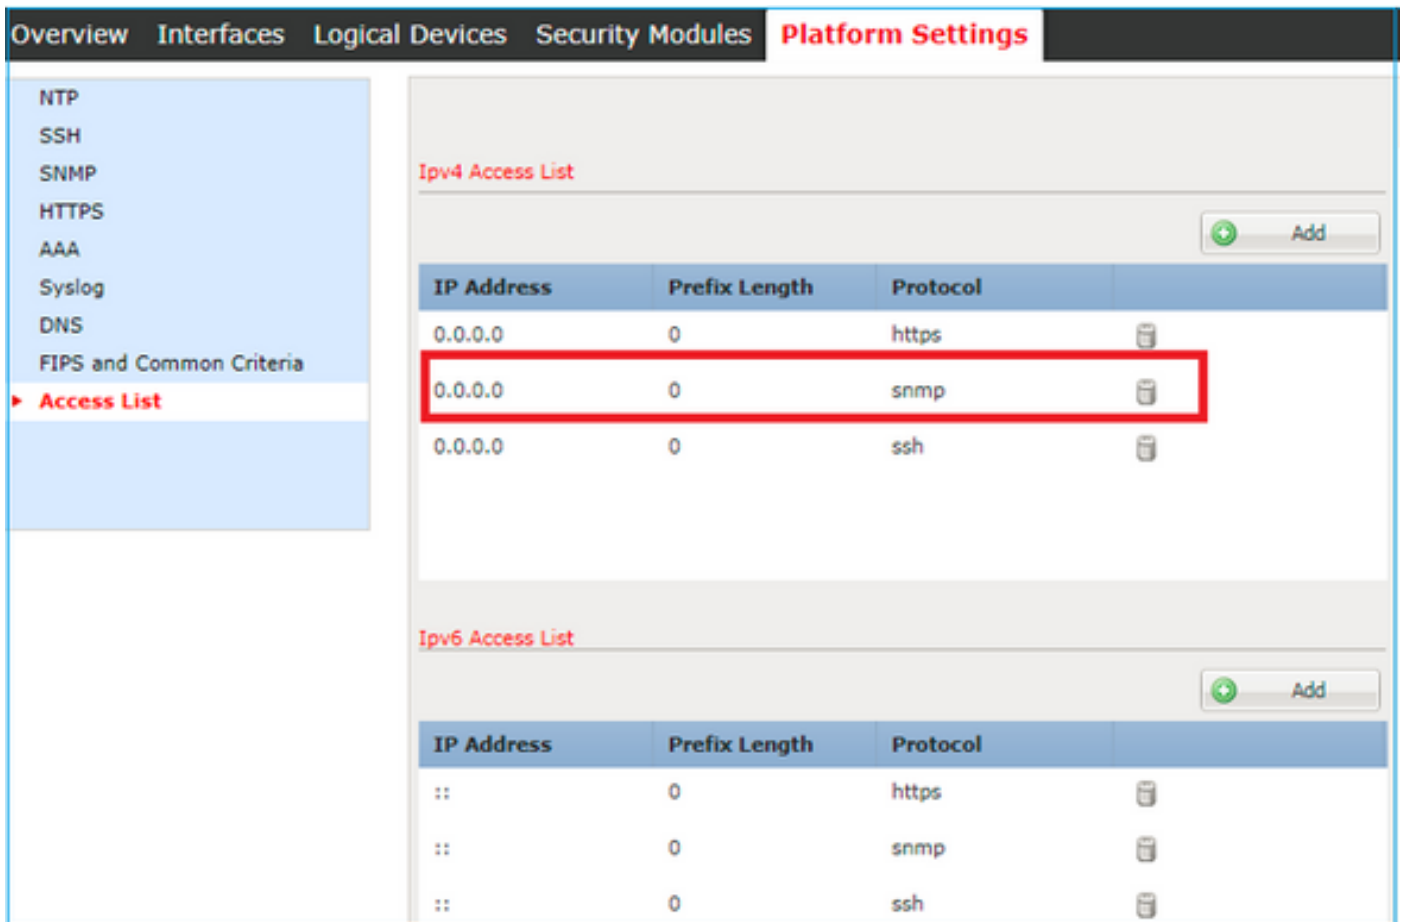 Overview Interfaces Logical Devices Security Modules Platform Settings
NTP
SSH
SNMP
HTTPS
AAA
Syslog
DNS
FIPS and Common Criteria
Access List
Ipv4 Access List
Add
IP Address Prefix Length Protocol
0.0.0.0 0 https
0.0.0.0 0 snmp
0.0.0.0 0 ssh
Ipv6 Access List
Add
IP Address Prefix Length Protocol
:: 0 https
:: 0 snmp
:: 0 ssh